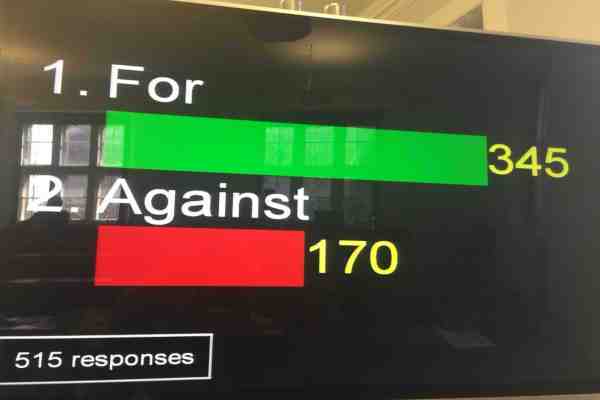 1. For
345
2. Against
170
515 responses